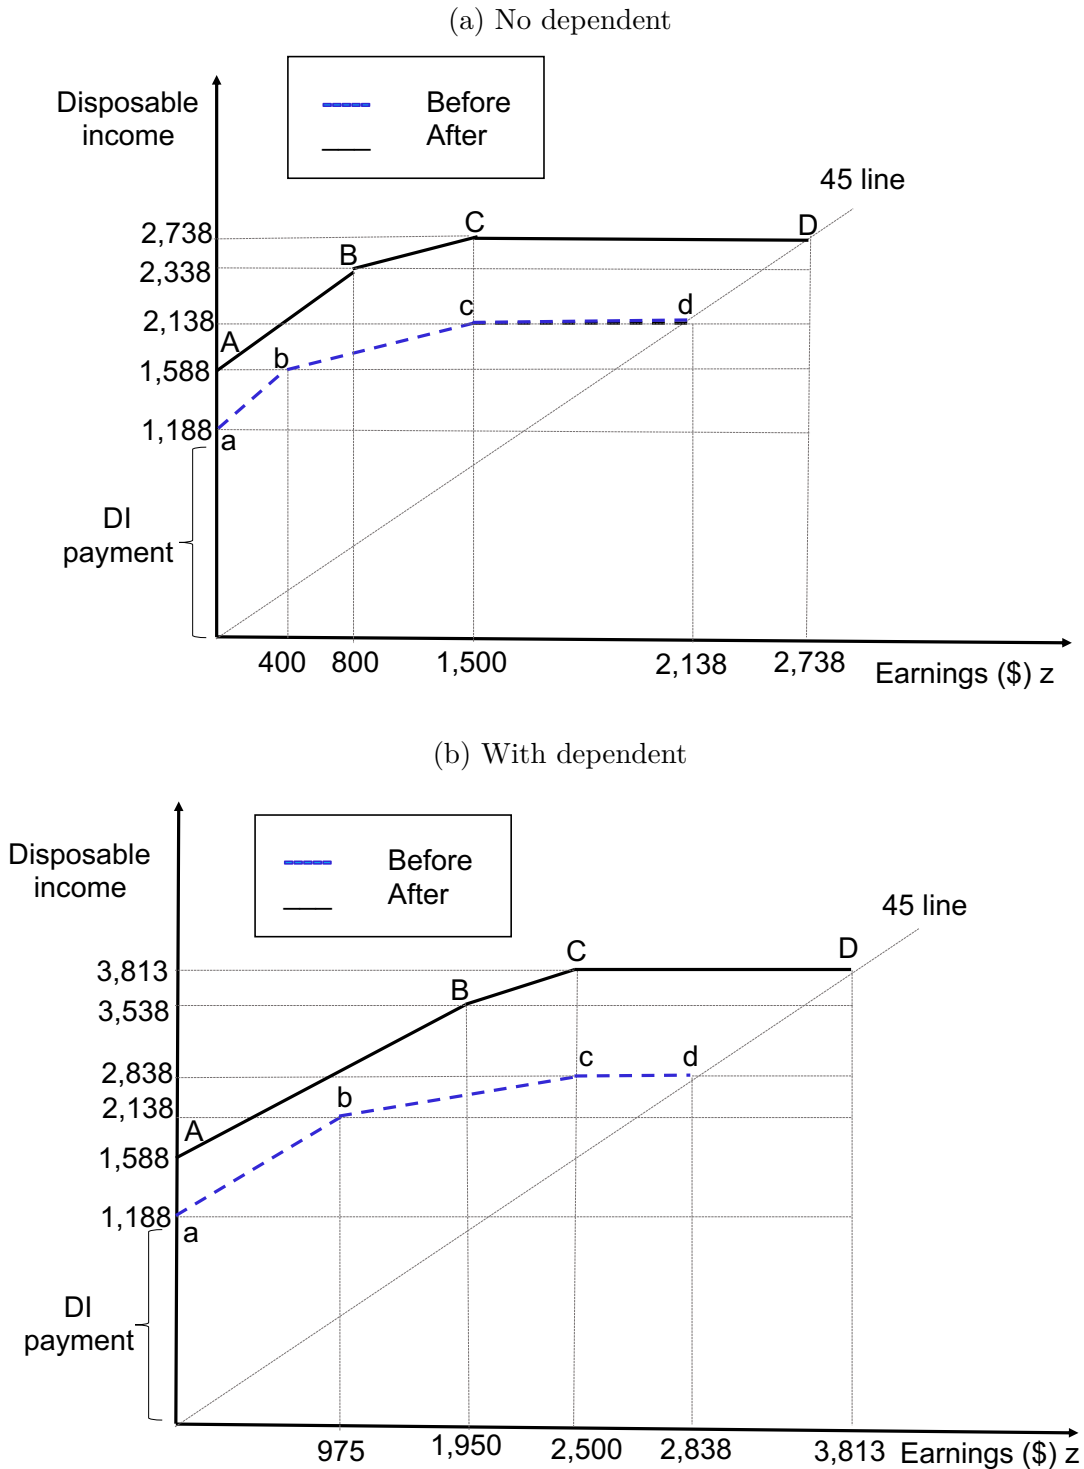 (a) No dependent
Disposable
income
Before
After
45 line
2,738
2,338
2,138
1,588
1,188
A
B
C
D
a
b
c
d
DI
payment
400
800
1,500
2,138
2,738
Earnings ($) z
(b) With dependent
Disposable
income
Before
After
45 line
3,813
3,538
2,838
2,138
1,588
1,188
A
B
C
D
a
b
c
d
DI
payment
975
1,950
2,500
2,838
3,813
Earnings ($) z